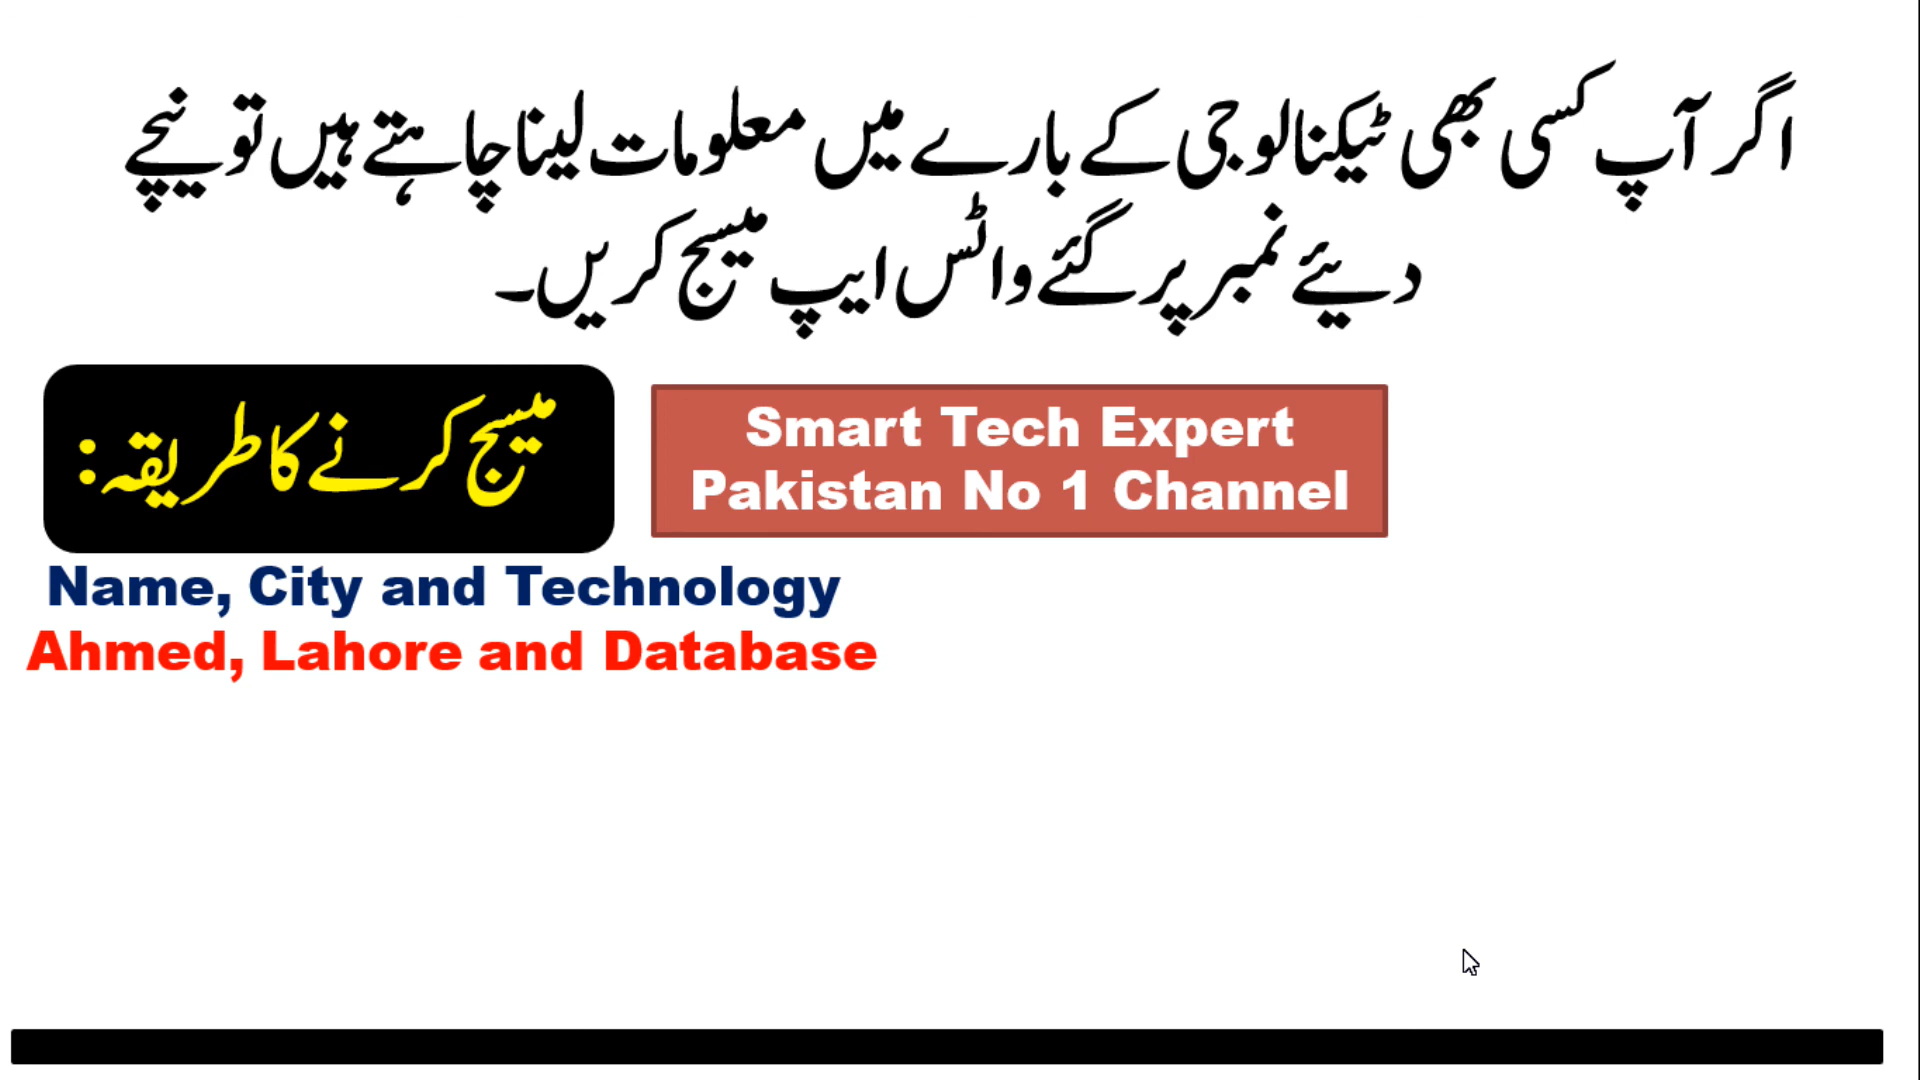 اگر آپ کسی بھی ٹیکنالوجی کے بارے میں معلومات لینا چاہتے ہیں تو نیچے
دیئے نمبر پر گئے واٹس ایپ میسج کریں۔
میسج کرنے کا طریقہ:
Smart Tech Expert
Pakistan No 1 Channel
Name, City and Technology
Ahmed, Lahore and Database